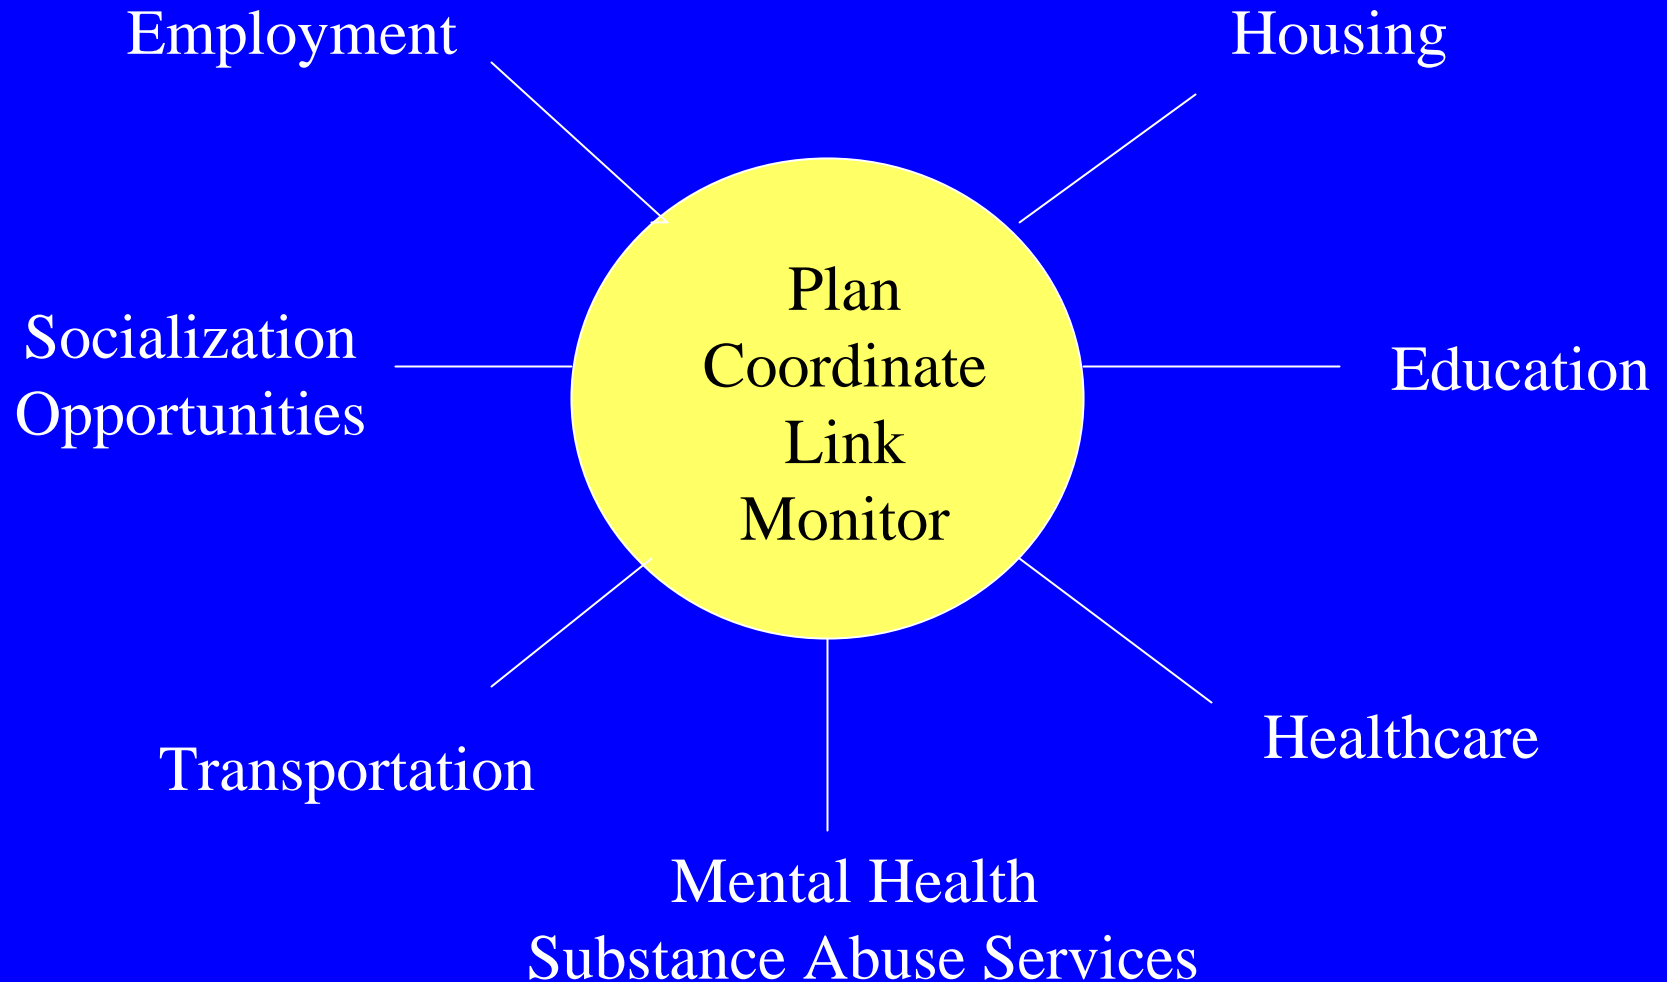 Employment
Housing
Plan
Coordinate
Link
Monitor
Socialization
Opportunities
Education
Transportation
Healthcare
Mental Health
Substance Abuse Services